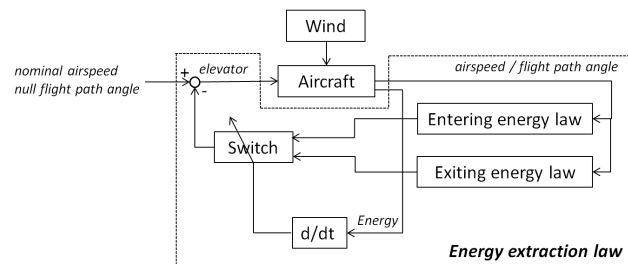 Wind
nominal airspeed
null flight path angle
+
-
elevator
Aircraft
airspeed / flight path angle
Entering energy law
Switch
Exiting energy law
Energy
d/dt
Energy extraction law